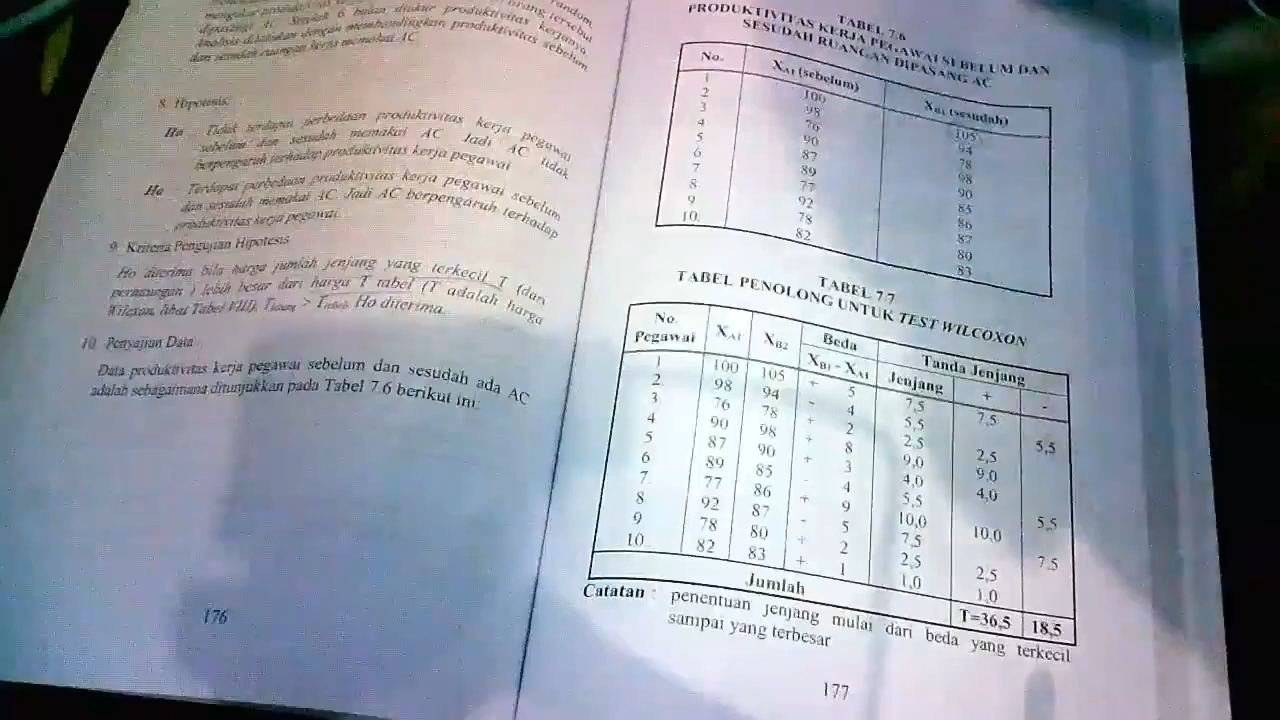 random,
orang tersebut
dipasangi AC. Setelah 6 bulan diukur produktivitas kerjanya.
Analisis dilakukan dengan membandingkan produktivitas sebelum
dan sesudah ruangan kerja memakai AC
8. Hipotesis:
Ho Tidak terdapat perbedaan produktivitas kerja pegawai
sebelum dan sesudah memakai AC Jadi AC tidak
berpengaruh terhadap produktivitas kerja pegawai
Ha Terdapat perbedaan produktivitas kerja pegawai sebelum
dan sesudah memakai AC. Jadi AC berpengaruh terhadap
produktivitas kerja pegawai.
9. Kriteria Pengujian Hipotesis
Ho diterima bila harga jumlah jenjang yang terkecil T (dari
perhitungan ) lebih besar dari harga T tabel (T adalah harga
Wilcoxon, lihat Tabel VIII), T > T Ho diterima.
10. Penyajian Data
Data produktivitas kerja pegawai sebelum dan sesudah ada AC
adalah sebagaimana ditunjukkan pada Tabel 7.6 berikut ini:
176
TABEL 7.6
PRODUKTIVITAS KERJA PEGAWAI SEBELUM DAN
SESUDAH RUANGAN DIPASANG AC
No. XA1 (sebelum) XB1 (sesudah)
1 100 105
2 98 94
3 76 78
4 90 98
5 87 90
6 89 85
7 77 86
8 92 87
9 78 80
10. 82 83
TABEL 7.7
TABEL PENOLONG UNTUK TEST WILCOXON
No. Pegawai XA1 XB2 Beda XB1 - XA1 Tanda Jenjang
Jenjang + -
1 100 105 + 5 7,5 7,5
2. 98 94 - 4 5,5 5,5
3 76 78 + 2 2,5 2,5
4 90 98 + 8 9,0 9,0
5 87 90 + 3 4,0 4,0
6 89 85 - 4 5,5 5,5
7. 77 86 + 9 10,0 10,0
8 92 87 - 5 7,5 7.5
9 78 80 + 2 2,5 2,5
10. 82 83 + 1 1,0 1,0
Jumlah T=36,5 18,5
Catatan : penentuan jenjang mulai dari beda yang terkecil
sampai yang terbesar
177